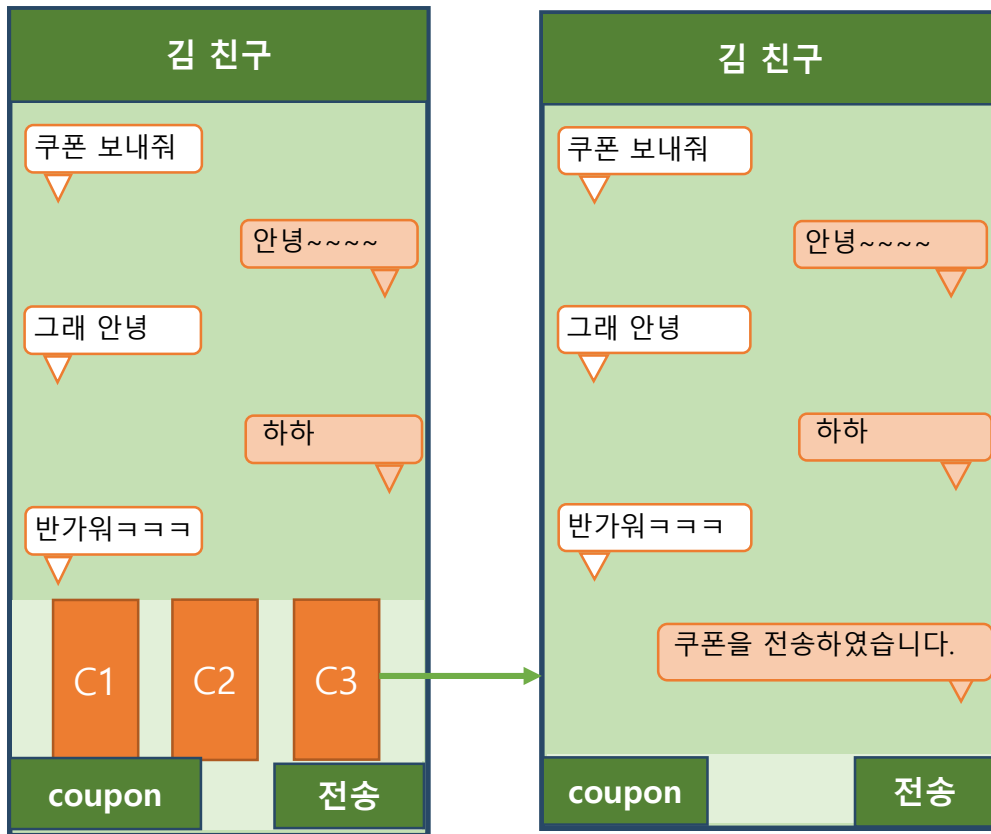 김 친구
쿠폰 보내줘
안녕~~~~
그래 안녕
하하
반가워ㅋㅋㅋ
C1 C2 C3
coupon 전송
김 친구
쿠폰 보내줘
안녕~~~~
그래 안녕
하하
반가워ㅋㅋㅋ
쿠폰을 전송하였습니다.
coupon 전송